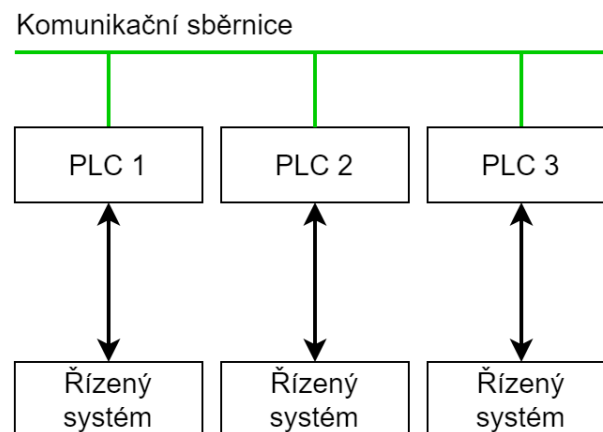 Komunikační sběrnice
PLC 1
PLC 2
PLC 3
Řízený
systém
Řízený
systém
Řízený
systém